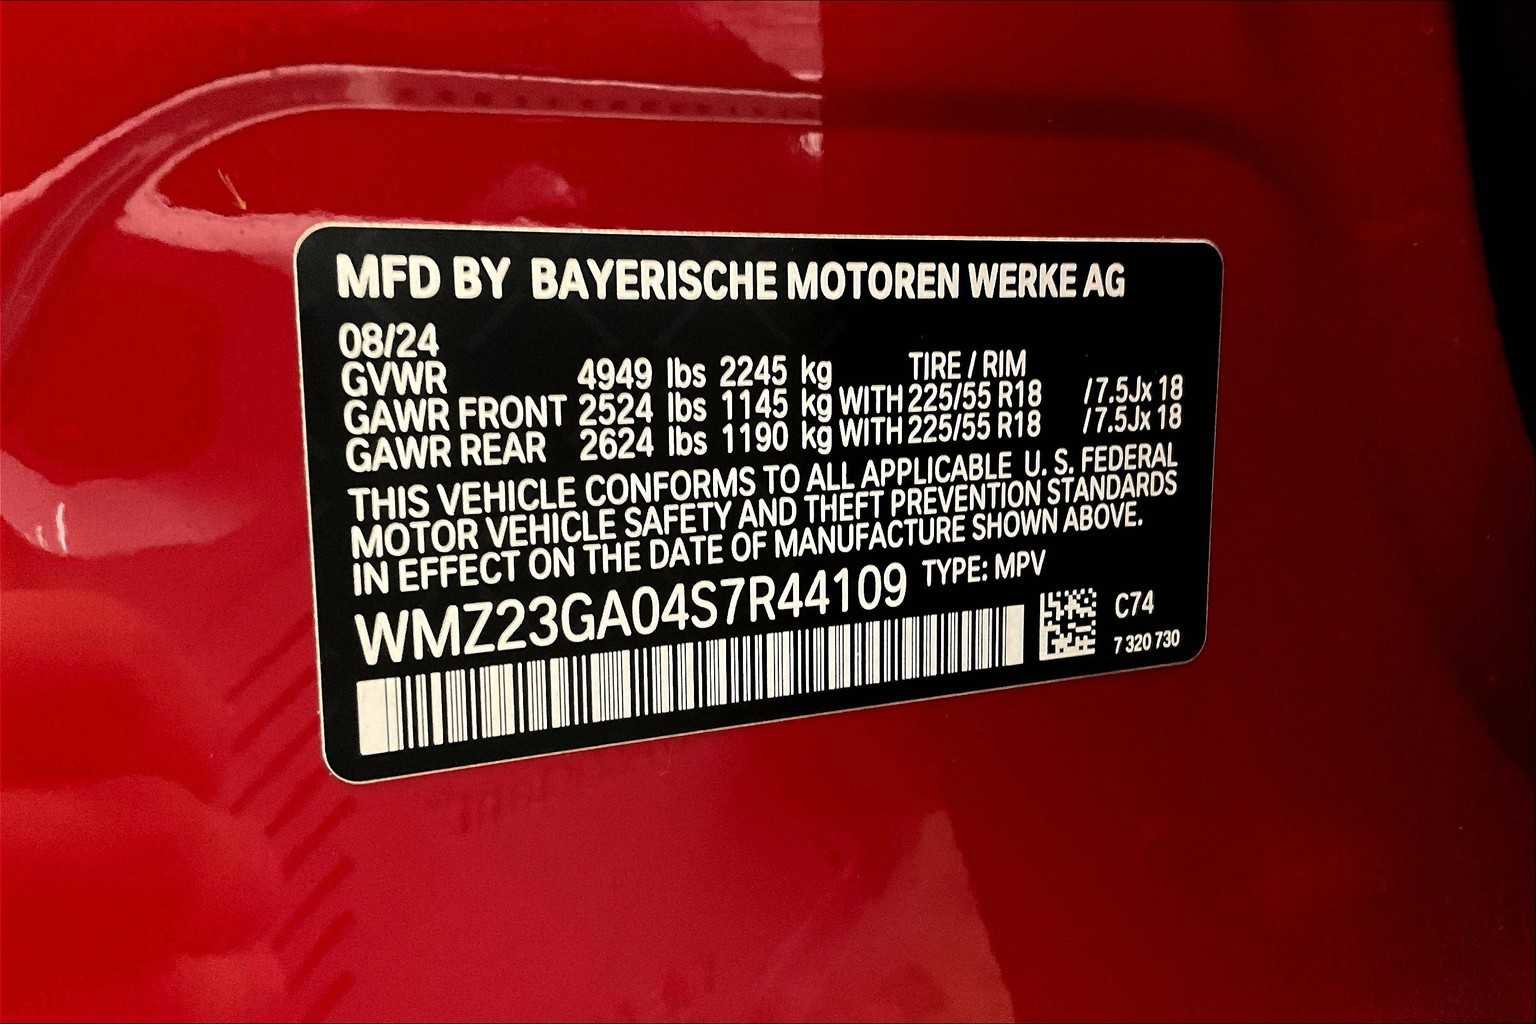 MFD BY BAYERISCHE MOTOREN WERKE AG
08/24
TIRE / RIM
GVWR 4949 lbs 2245 kg
GAWR FRONT 2524 lbs 1145 kg WITH 225/55 R18 /7.5Jx 18
GAWR REAR 2624 lbs 1190 kg WITH 225/55 R18 /7.5Jx 18
THIS VEHICLE CONFORMS TO ALL APPLICABLE U. S. FEDERAL
MOTOR VEHICLE SAFETY AND THEFT PREVENTION STANDARDS
IN EFFECT ON THE DATE OF MANUFACTURE SHOWN ABOVE.
WMZ23GA04S7R44109 TYPE: MPV
C74
7 320 730